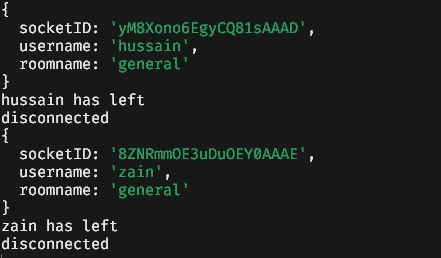 {
  socketID: 'yM8Xono6EgyCQ81sAAAD',
  username: 'hussain',
  roomname: 'general'
}
hussain has left
disconnected
{
  socketID: '8ZNRmmOE3uDuOEY0AAAE',
  username: 'zain',
  roomname: 'general'
}
zain has left
disconnected